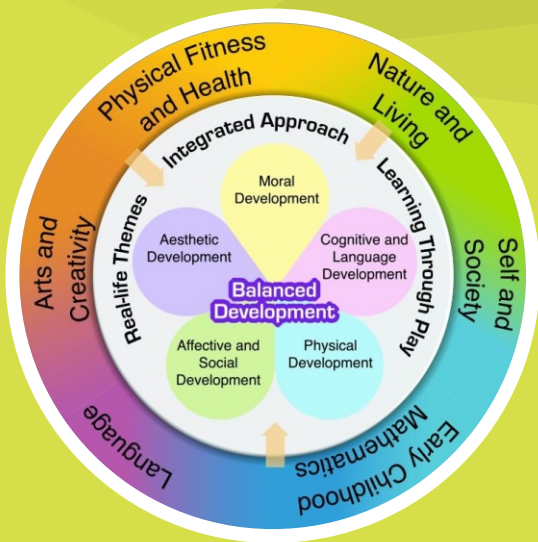 Physical Fitness
and Health
Nature and
Living
Self and
Society
Early Childhood
Mathematics
Language
Arts and
Creativity
Integrated Approach
Learning Through Play
Real-life Themes
Moral
Development
Cognitive and
Language
Development
Physical
Development
Affective and
Social
Development
Aesthetic
Development
Balanced
Development